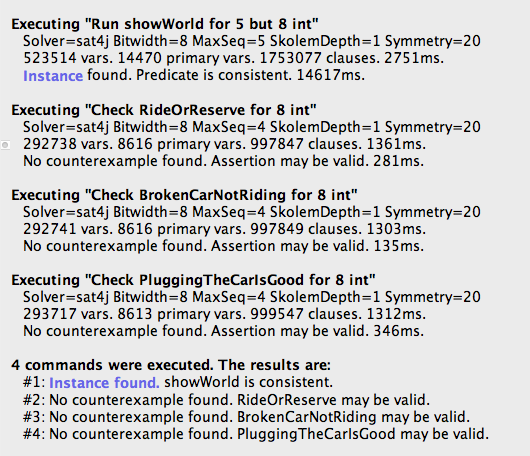 Executing "Run showWorld for 5 but 8 int"
Solver=sat4j Bitwidth=8 MaxSeq=5 SkolemDepth=1 Symmetry=20
523514 vars. 14470 primary vars. 1753077 clauses. 2751ms.
Instance found. Predicate is consistent. 14617ms.
Executing "Check RideOrReserve for 8 int"
Solver=sat4j Bitwidth=8 MaxSeq=4 SkolemDepth=1 Symmetry=20
292738 vars. 8616 primary vars. 997847 clauses. 1361ms.
No counterexample found. Assertion may be valid. 281ms.
Executing "Check BrokenCarNotRiding for 8 int"
Solver=sat4j Bitwidth=8 MaxSeq=4 SkolemDepth=1 Symmetry=20
292741 vars. 8616 primary vars. 997849 clauses. 1303ms.
No counterexample found. Assertion may be valid. 135ms.
Executing "Check PluggingTheCarIsGood for 8 int"
Solver=sat4j Bitwidth=8 MaxSeq=4 SkolemDepth=1 Symmetry=20
293717 vars. 8613 primary vars. 999547 clauses. 1312ms.
No counterexample found. Assertion may be valid. 346ms.
4 commands were executed. The results are:
#1: Instance found. showWorld is consistent.
#2: No counterexample found. RideOrReserve may be valid.
#3: No counterexample found. BrokenCarNotRiding may be valid.
#4: No counterexample found. PluggingTheCarIsGood may be valid.